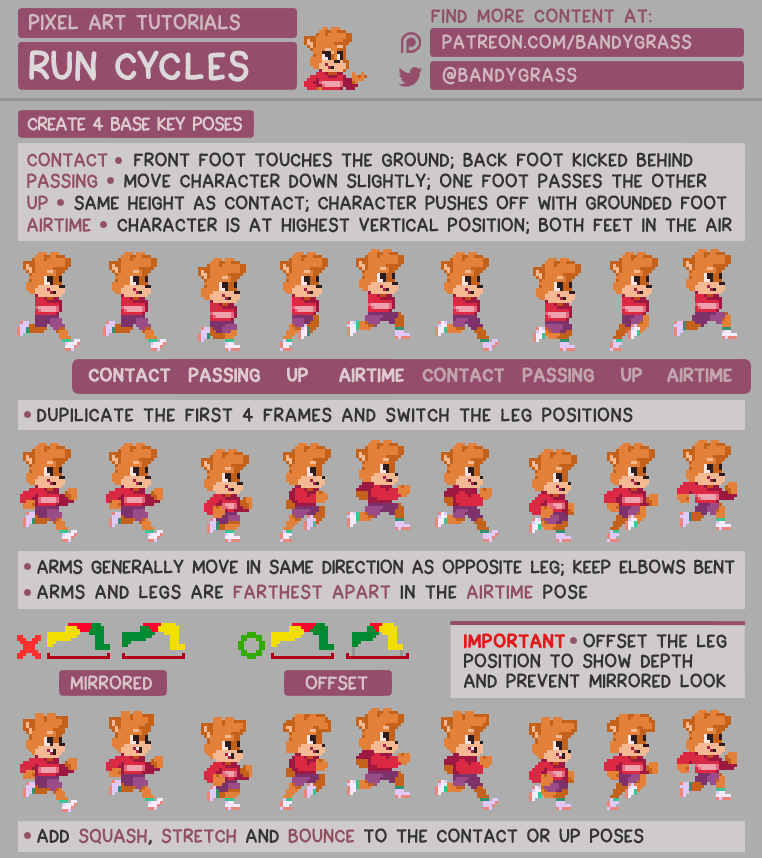 PIXEL ART TUTORIALS
RUN CYCLES
FIND MORE CONTENT AT:
PATREON.COM/BANDYGRASS
@BANDYGRASS
CREATE 4 BASE KEY POSES
CONTACT • FRONT FOOT TOUCHES THE GROUND; BACK FOOT KICKED BEHIND
PASSING • MOVE CHARACTER DOWN SLIGHTLY; ONE FOOT PASSES THE OTHER
UP • SAME HEIGHT AS CONTACT; CHARACTER PUSHES OFF WITH GROUNDED FOOT
AIRTIME • CHARACTER IS AT HIGHEST VERTICAL POSITION; BOTH FEET IN THE AIR
CONTACT PASSING UP AIRTIME CONTACT PASSING UP AIRTIME
• DUPILICATE THE FIRST 4 FRAMES AND SWITCH THE LEG POSITIONS
• ARMS GENERALLY MOVE IN SAME DIRECTION AS OPPOSITE LEG; KEEP ELBOWS BENT
• ARMS AND LEGS ARE FARTHEST APART IN THE AIRTIME POSE
MIRRORED
OFFSET
IMPORTANT • OFFSET THE LEG
POSITION TO SHOW DEPTH
AND PREVENT MIRRORED LOOK
• ADD SQUASH, STRETCH AND BOUNCE TO THE CONTACT OR UP POSES